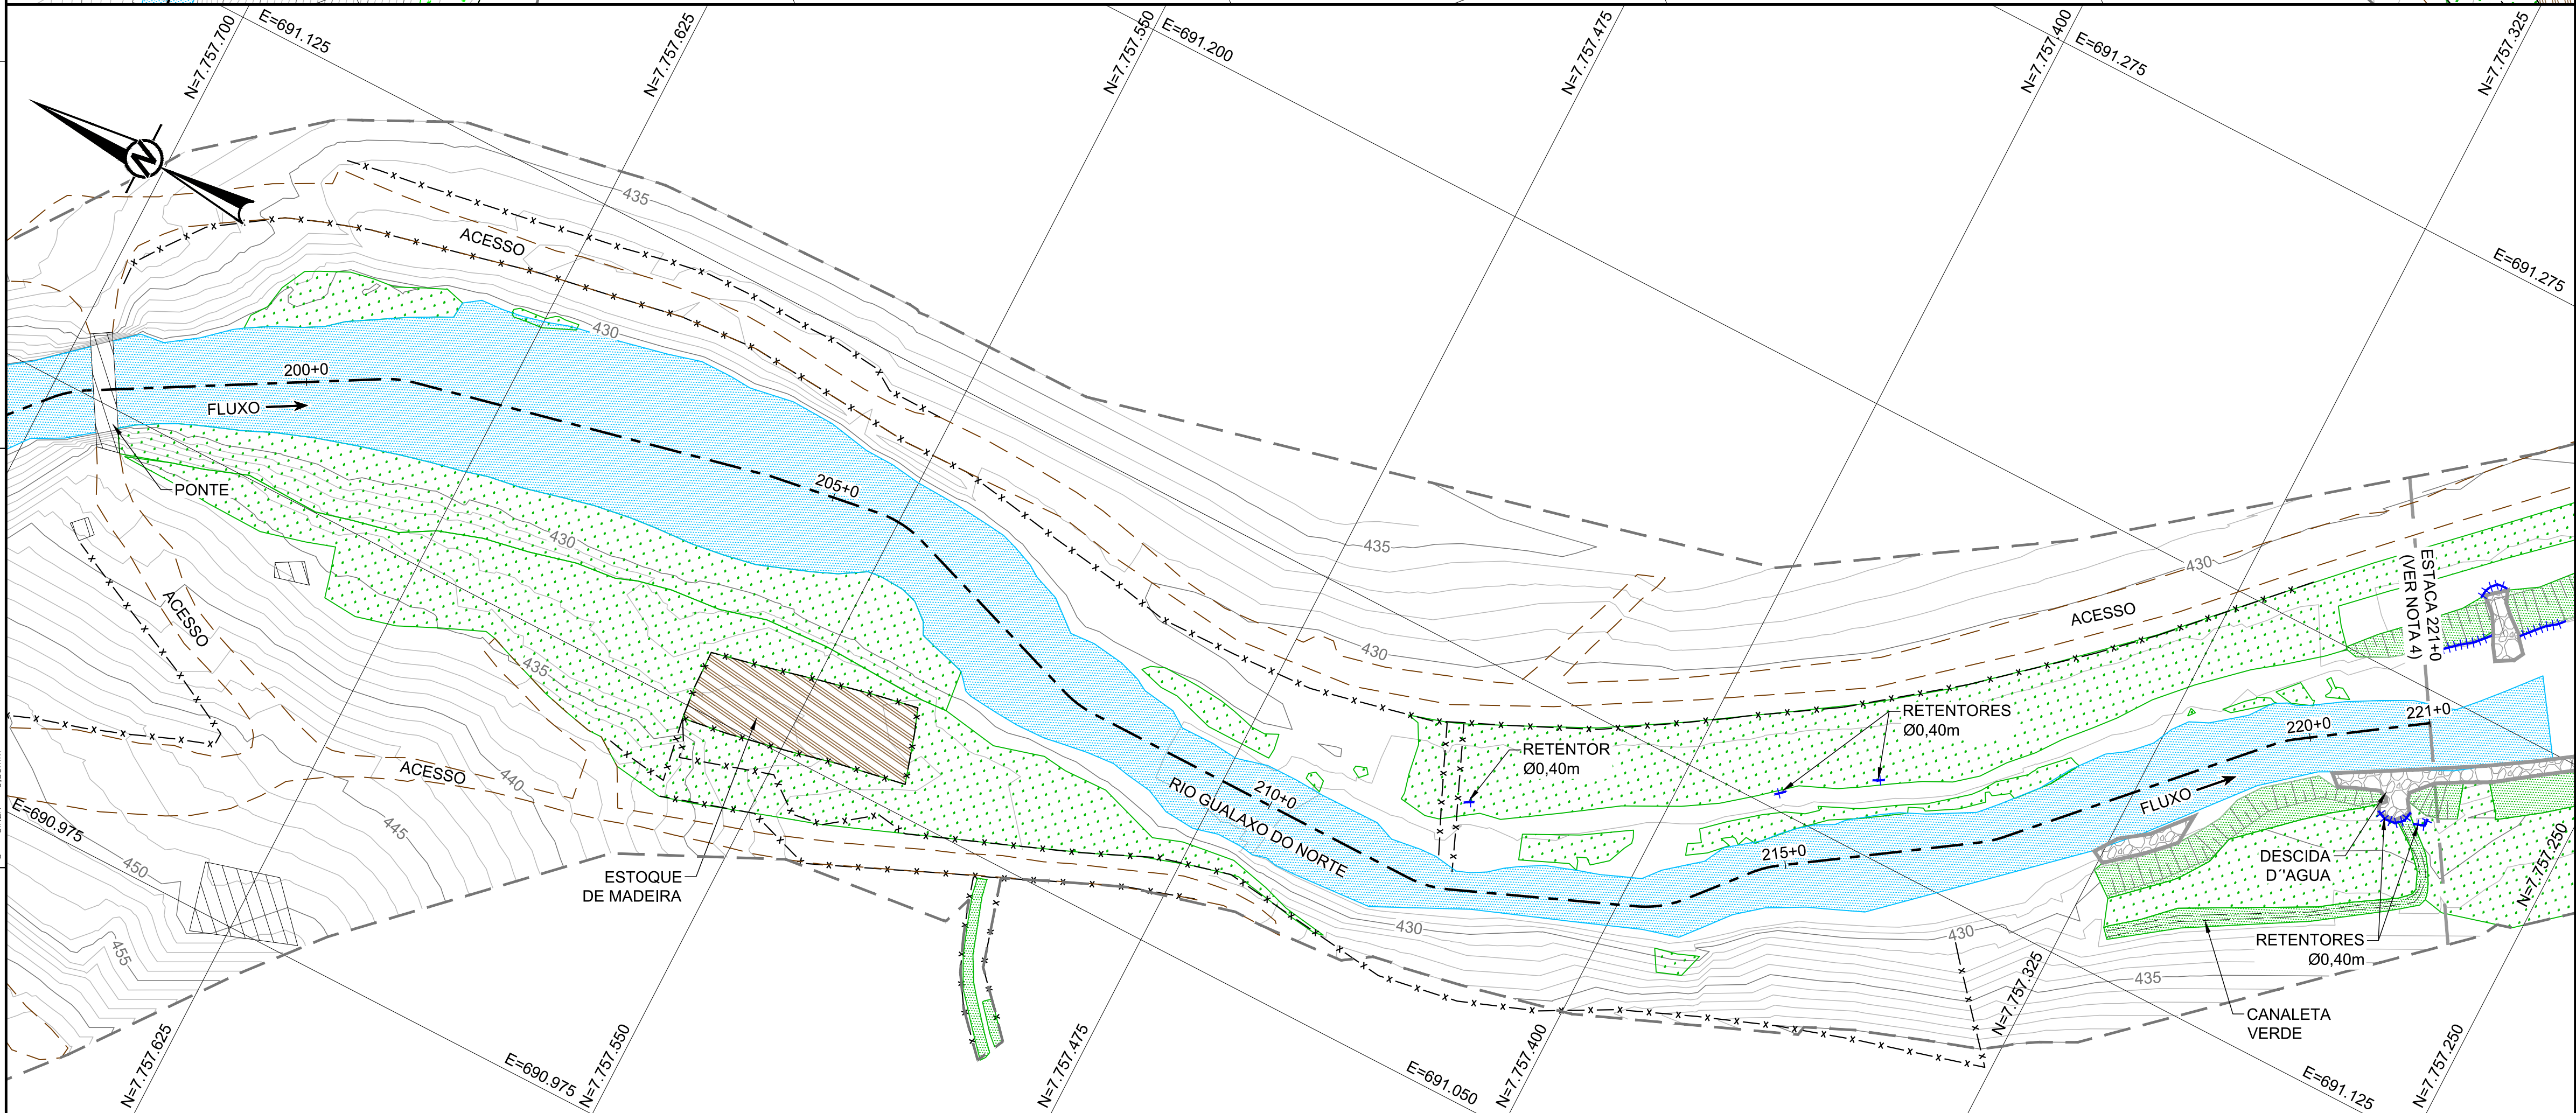 N=7.757.700
E=691.125
N=7.757.625
N=7.757.550
E=691.200
N=7.757.475
N=7.757.400
E=691.275
N=7.757.325
E=691.275
N
435
ACESSO
430
200+0
FLUXO
205+0
PONTE
430
435
430
ACESSO
435
430
ACESSO
ESTACA 221+0
(VER NOTA 4)
RETENTORES
Ø0,40m
RETENTOR
Ø0,40m
221+0
220+0
ACESSO
440
210+0
RIO GUALAXO DO NORTE
FLUXO
215+0
E=690.975
445
450
455
ESTOQUE
DE MADEIRA
DESCIDA
D´'AGUA
N=7.757.250
430
430
RETENTORES
Ø0,40m
435
CANALETA
VERDE
N=7.757.625
E=690.975
N=7.757.550
N=7.757.475
E=691.050
N=7.757.400
N=7.757.325
E=691.125
N=7.757.250